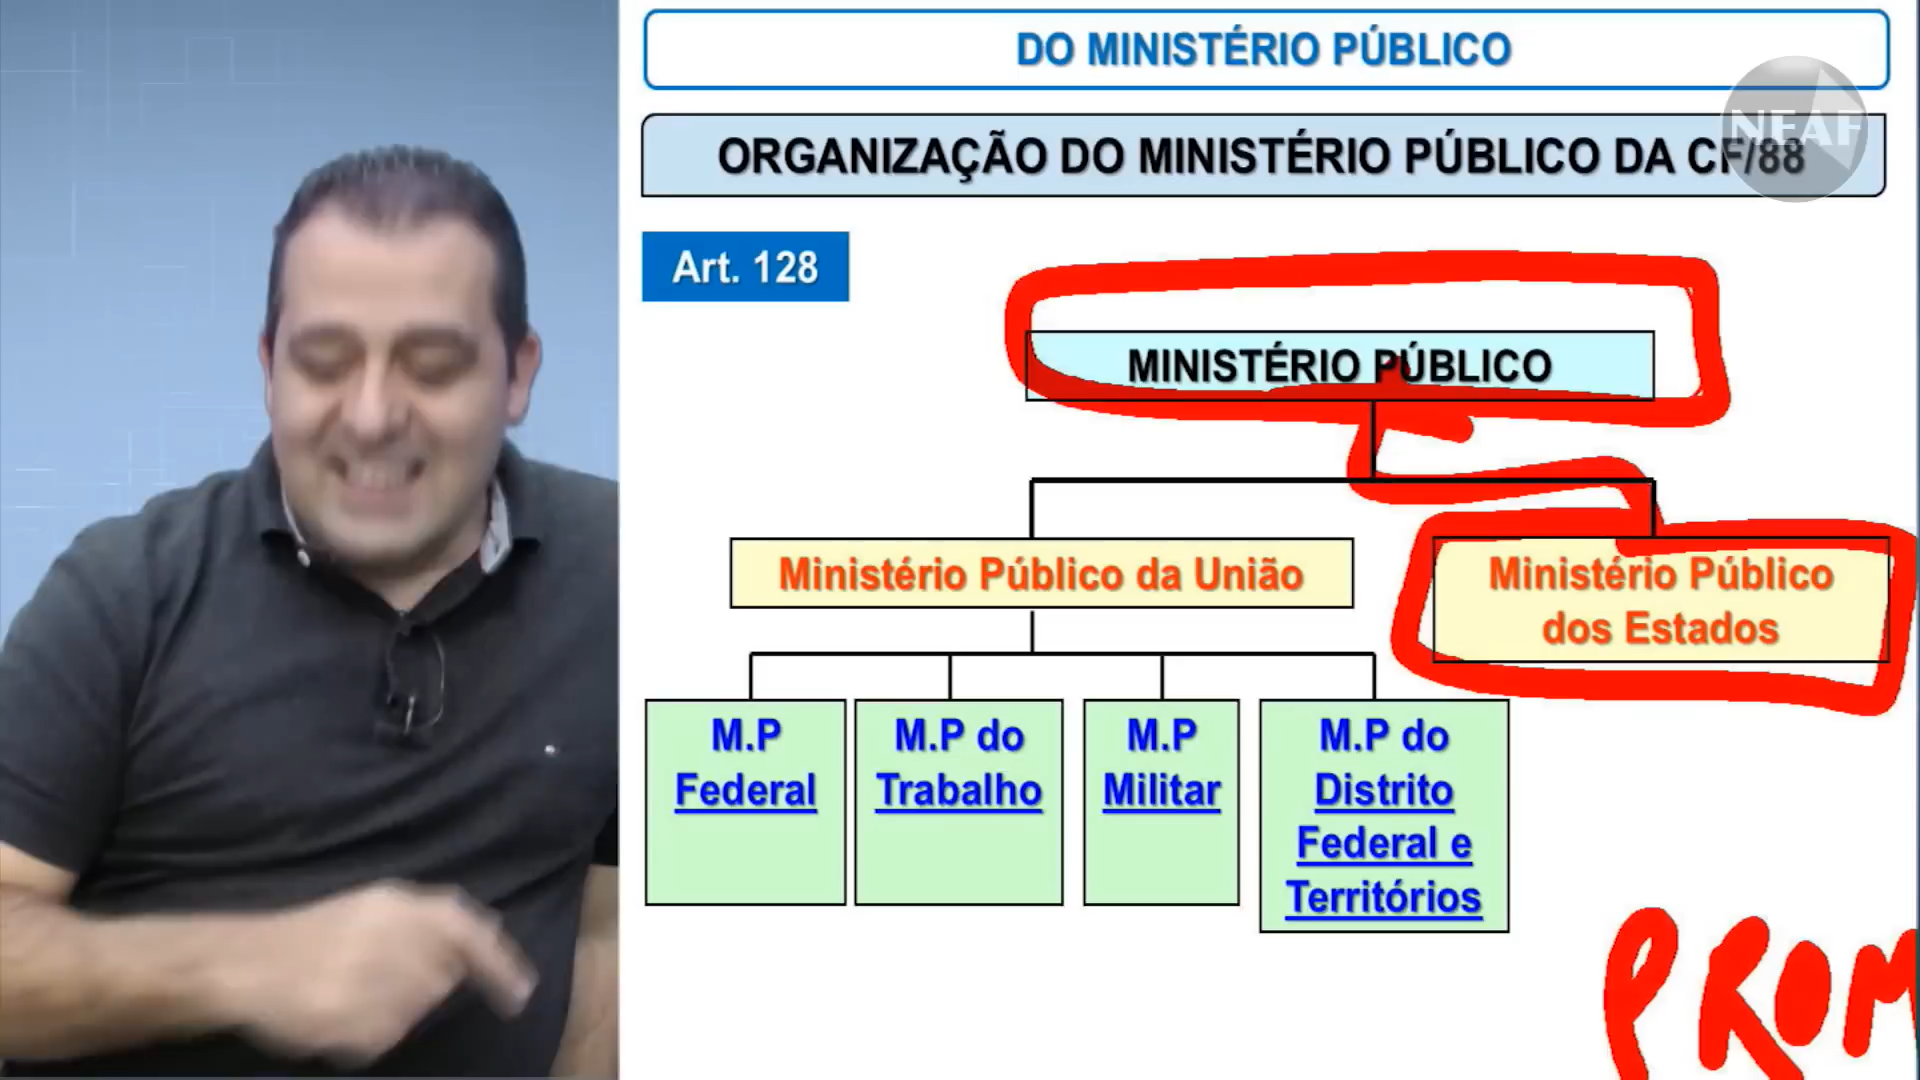 DO MINISTÉRIO PÚBLICO
ORGANIZAÇÃO DO MINISTÉRIO PÚBLICO DA CF/88
NEAF
Art. 128
MINISTÉRIO PÚBLICO
Ministério Público da União
Ministério Público
dos Estados
M.P
Federal
M.P do
Trabalho
M.P
Militar
M.P do
Distrito
Federal e
Territórios
PROM